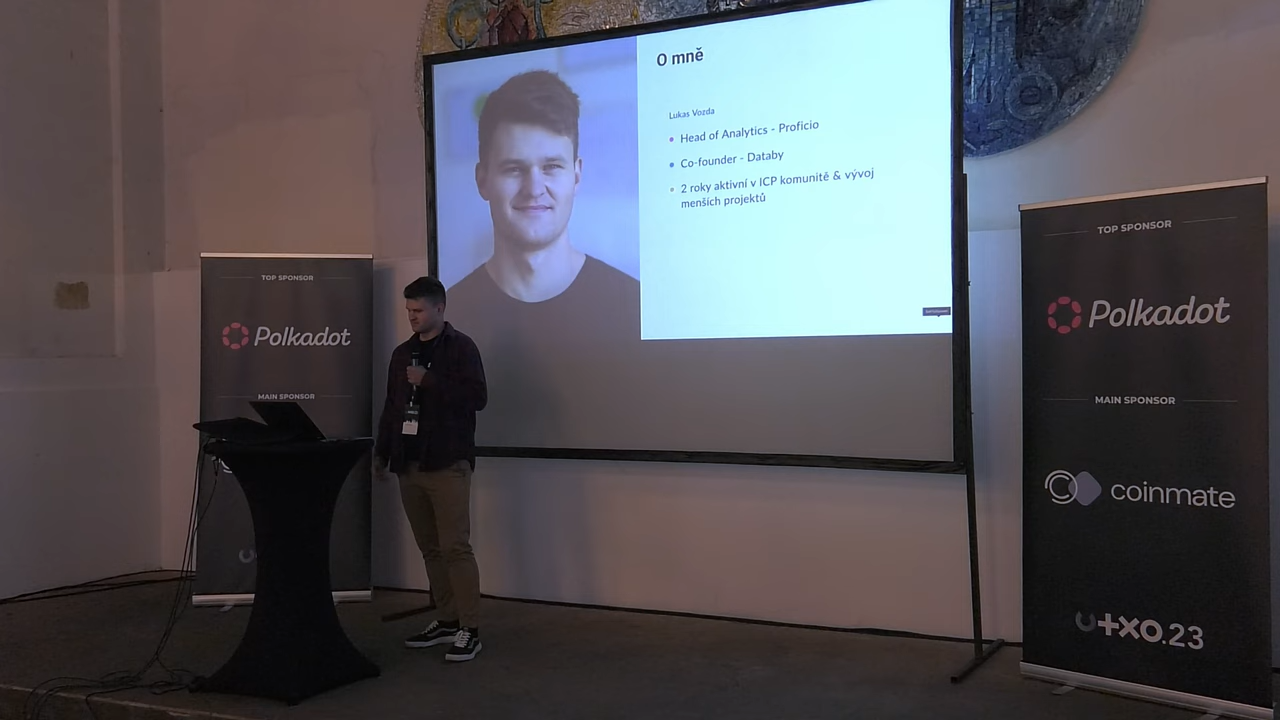 O mně
Lukas Vozda
Head of Analytics - Proficio
Co-founder - Databy
2 roky aktivní v ICP komunitě & vývoj
menších projektů
TOP SPONSOR
Polkadot
MAIN SPONSOR
TOP SPONSOR
Polkadot
MAIN SPONSOR
coinmate
utxo.23